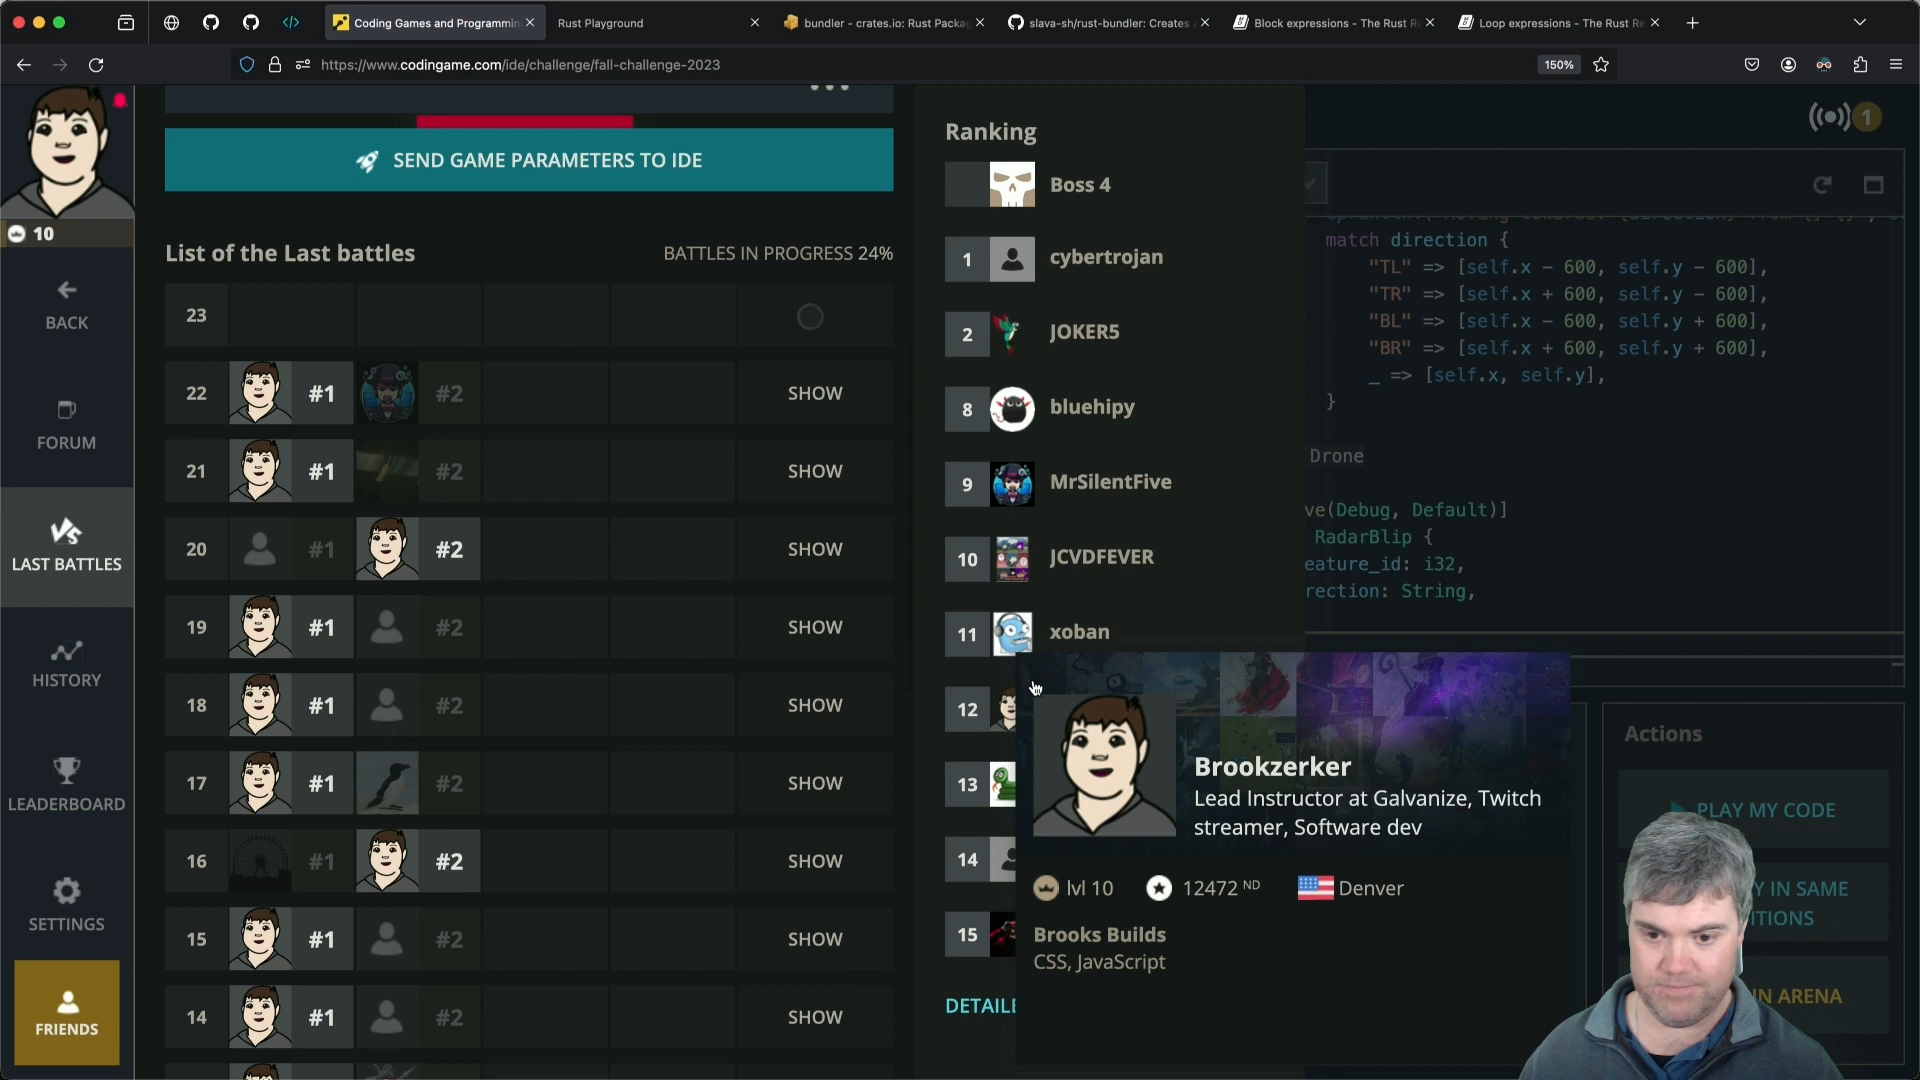 Coding Games and Programmin
Rust Playground
bundler - crates.io: Rust Packa
slava-sh/rust-bundler: Creates
Block expressions - The Rust R
Loop expressions - The Rust Re
https://www.codingame.com/ide/challenge/fall-challenge-2023
150%
10
BACK
FORUM
LAST BATTLES
HISTORY
LEADERBOARD
SETTINGS
FRIENDS
SEND GAME PARAMETERS TO IDE
List of the Last battles
BATTLES IN PROGRESS 24%
23
22 #1 #2 SHOW
21 #1 #2 SHOW
20 #1 #2 SHOW
19 #1 #2 SHOW
18 #1 #2 SHOW
17 #1 #2 SHOW
16 #1 #2 SHOW
15 #1 #2 SHOW
14 #1 #2 SHOW
Ranking
Boss 4
1 cybertrojan
2 JOKER5
8 bluehipy
9 MrSilentFive
10 JCVDFEVER
11 xoban
12
13
14
15
DETAILE
Brookzerker
Lead Instructor at Galvanize, Twitch
streamer, Software dev
lvl 10
12472 ND
Denver
Brooks Builds
CSS, JavaScript
1
match direction {
"TL" => [self.x - 600, self.y - 600],
"TR" => [self.x + 600, self.y - 600],
"BL" => [self.x - 600, self.y + 600],
"BR" => [self.x + 600, self.y + 600],
_ => [self.x, self.y],
}
Drone
ve(Debug, Default)]
RadarBlip {
eature_id: i32,
rection: String,
Actions
PLAY MY CODE
Y IN SAME
ITIONS
IN ARENA